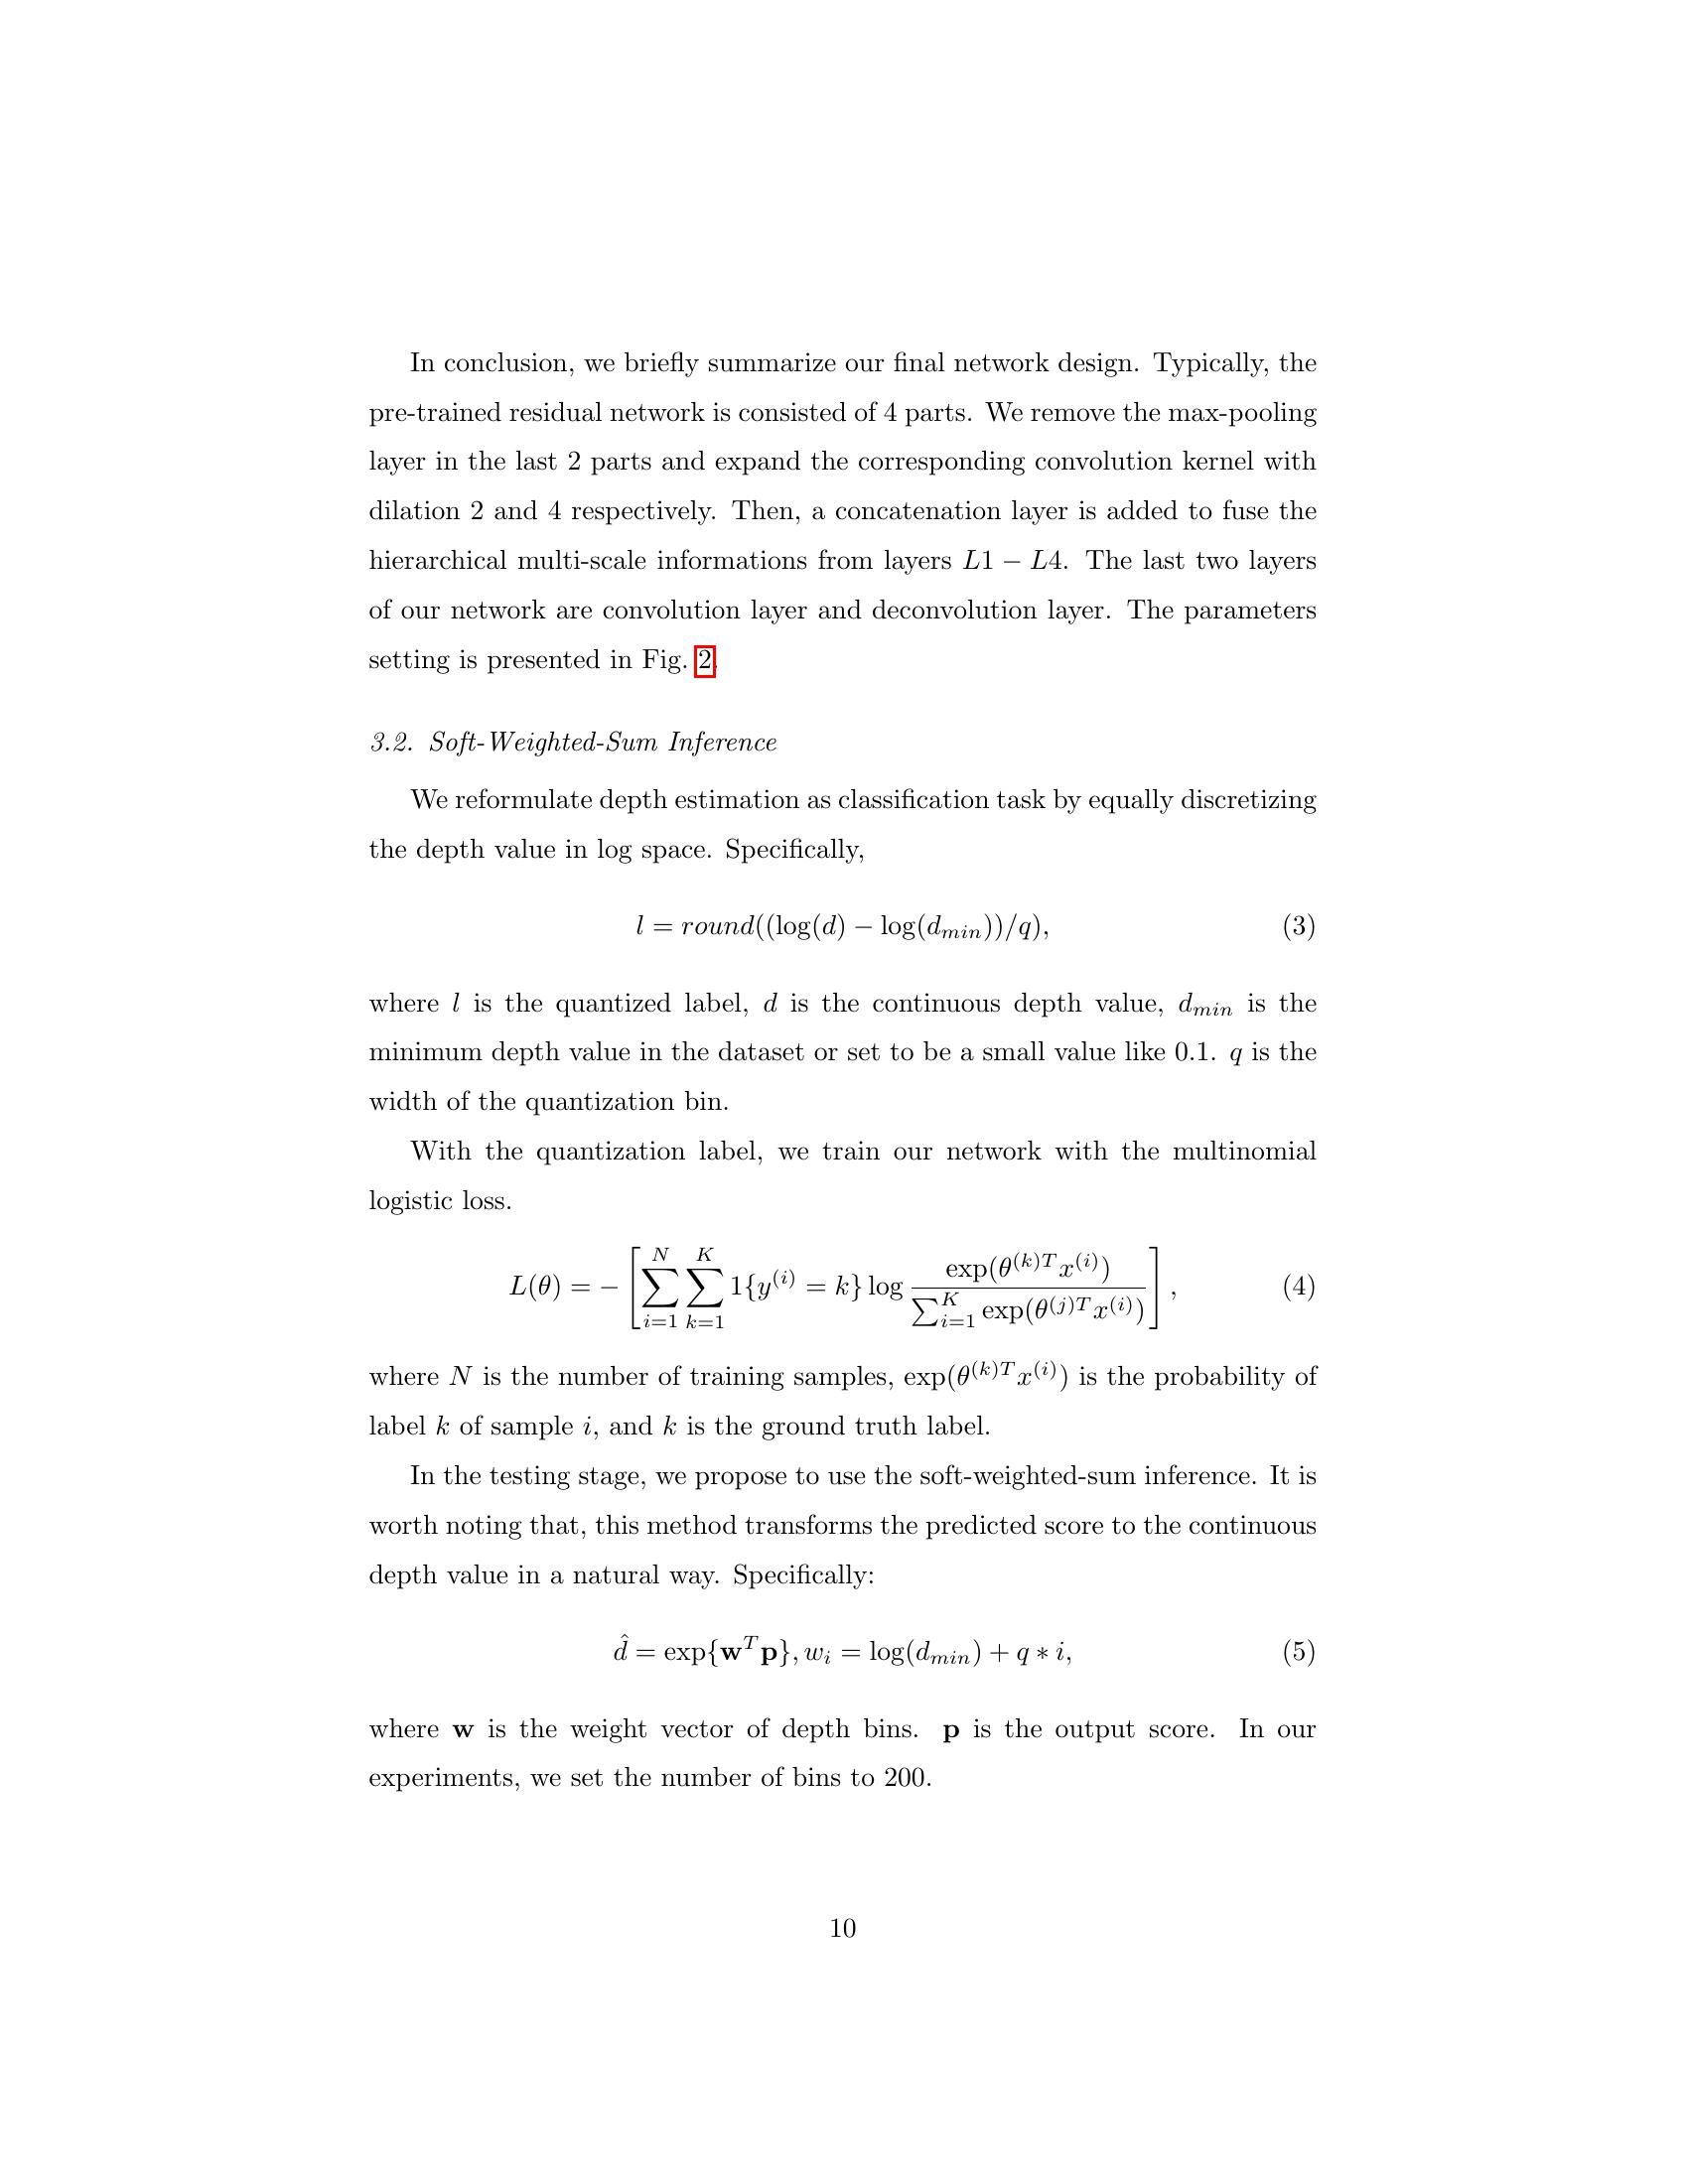 In conclusion, we briefly summarize our final network design. Typically, the
pre-trained residual network is consisted of 4 parts. We remove the max-pooling
layer in the last 2 parts and expand the corresponding convolution kernel with
dilation 2 and 4 respectively. Then, a concatenation layer is added to fuse the
hierarchical multi-scale informations from layers L1 − L4. The last two layers
of our network are convolution layer and deconvolution layer. The parameters
setting is presented in Fig. 2.
3.2. Soft-Weighted-Sum Inference
We reformulate depth estimation as classification task by equally discretizing
the depth value in log space. Specifically,
l = round((log(d) − log(d_{min}))/q), (3)
where l is the quantized label, d is the continuous depth value, d_{min} is the
minimum depth value in the dataset or set to be a small value like 0.1. q is the
width of the quantization bin.
With the quantization label, we train our network with the multinomial
logistic loss.
L(θ) = − [ \sum_{i=1}^{N} \sum_{k=1}^{K} 1\{y^{(i)} = k\} \log \frac{\exp(θ^{(k)T} x^{(i)})}{\sum_{i=1}^{K} \exp(θ^{(j)T} x^{(i)})} ], (4)
where N is the number of training samples, exp(θ^{(k)T} x^{(i)}) is the probability of
label k of sample i, and k is the ground truth label.
In the testing stage, we propose to use the soft-weighted-sum inference. It is
worth noting that, this method transforms the predicted score to the continuous
depth value in a natural way. Specifically:
\hat{d} = exp{w^T p}, w_i = log(d_{min}) + q ∗ i, (5)
where w is the weight vector of depth bins. p is the output score. In our
experiments, we set the number of bins to 200.
10